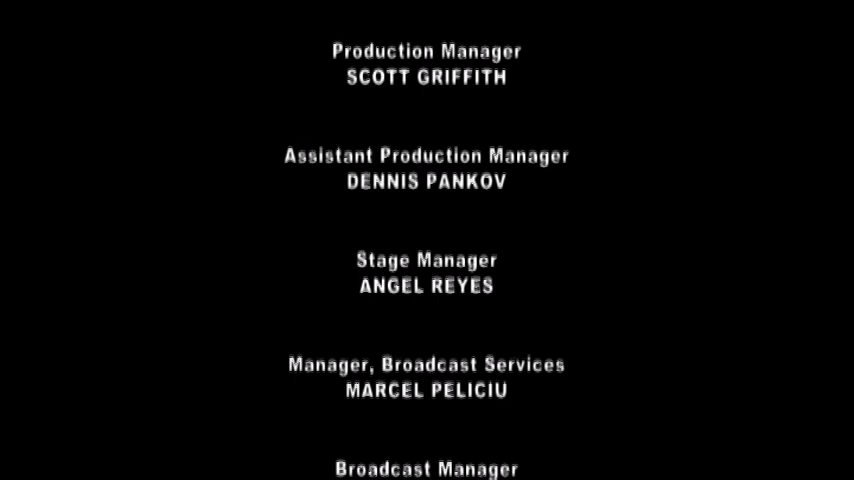 Production Manager
SCOTT GRIFFITH
Assistant Production Manager
DENNIS PANKOV
Stage Manager
ANGEL REYES
Manager, Broadcast Services
MARCEL PELICIU
Broadcast Manager